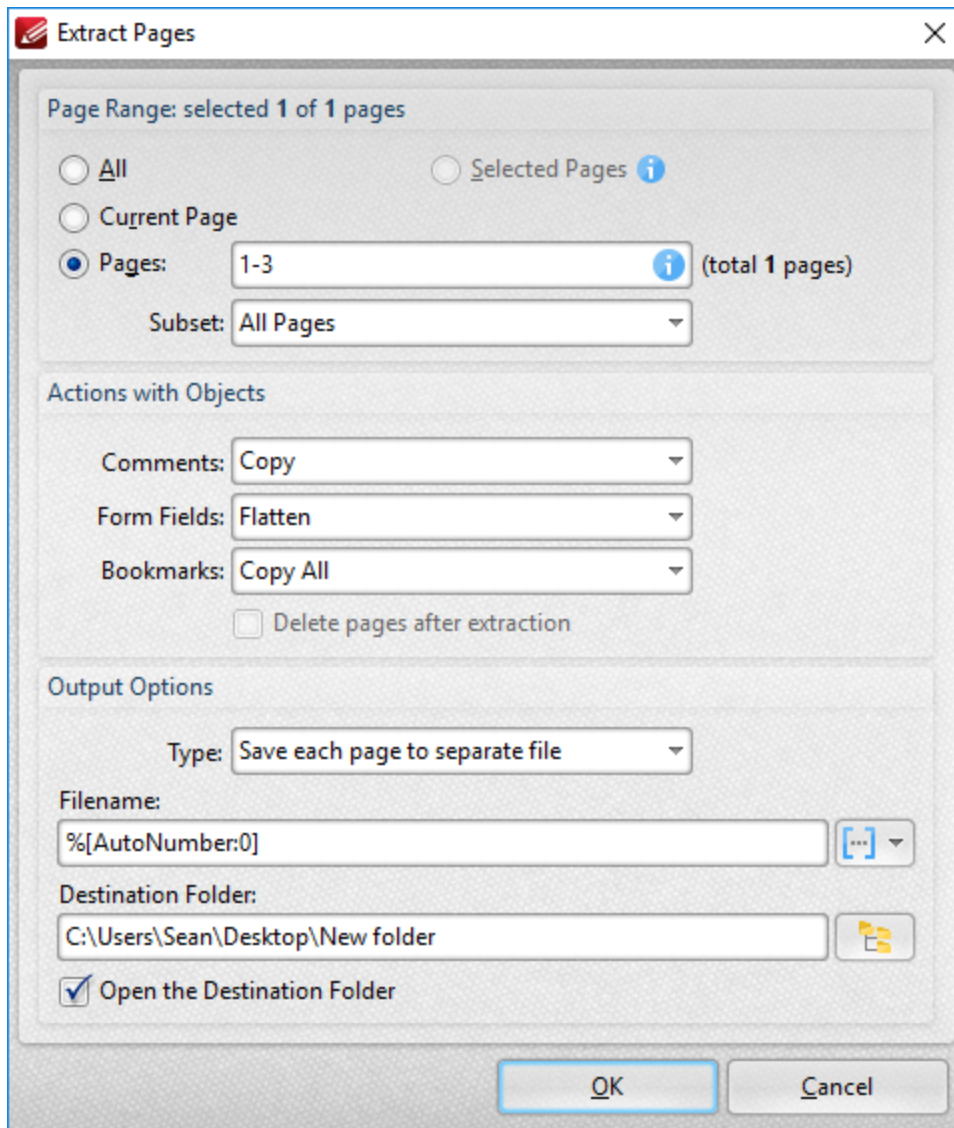 Extract Pages
Page Range: selected 1 of 1 pages
All
Selected Pages
Current Page
Pages: 1-3 (total 1 pages)
Subset: All Pages
Actions with Objects
Comments: Copy
Form Fields: Flatten
Bookmarks: Copy All
Delete pages after extraction
Output Options
Type: Save each page to separate file
Filename:
%[AutoNumber:0]
Destination Folder:
C:\Users\Sean\Desktop\New folder
Open the Destination Folder
OK Cancel